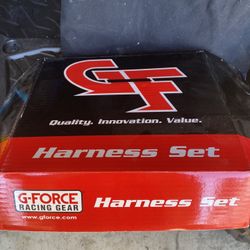 GF
Quality. Innovation. Value.
Harness Set
G-FORCE
RACING GEAR
www.gforce.com
Harness Set